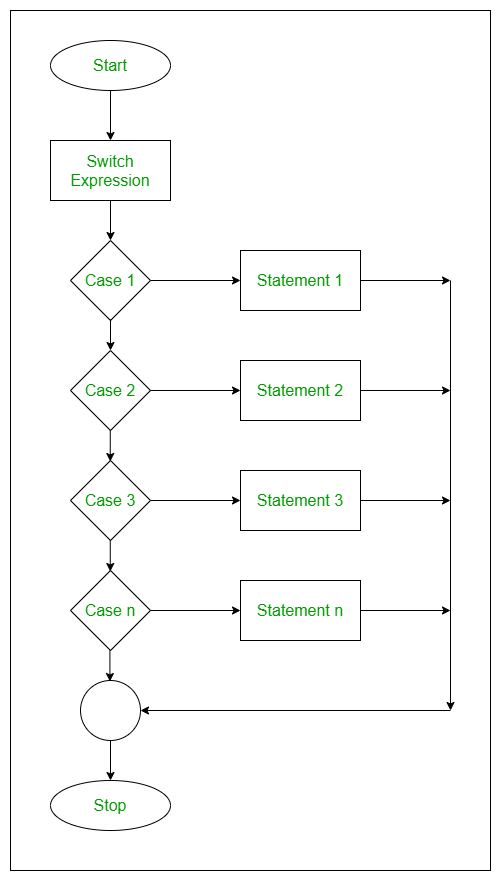 Start
Switch
Expression
Case 1
Statement 1
Case 2
Statement 2
Case 3
Statement 3
Case n
Statement n
Stop